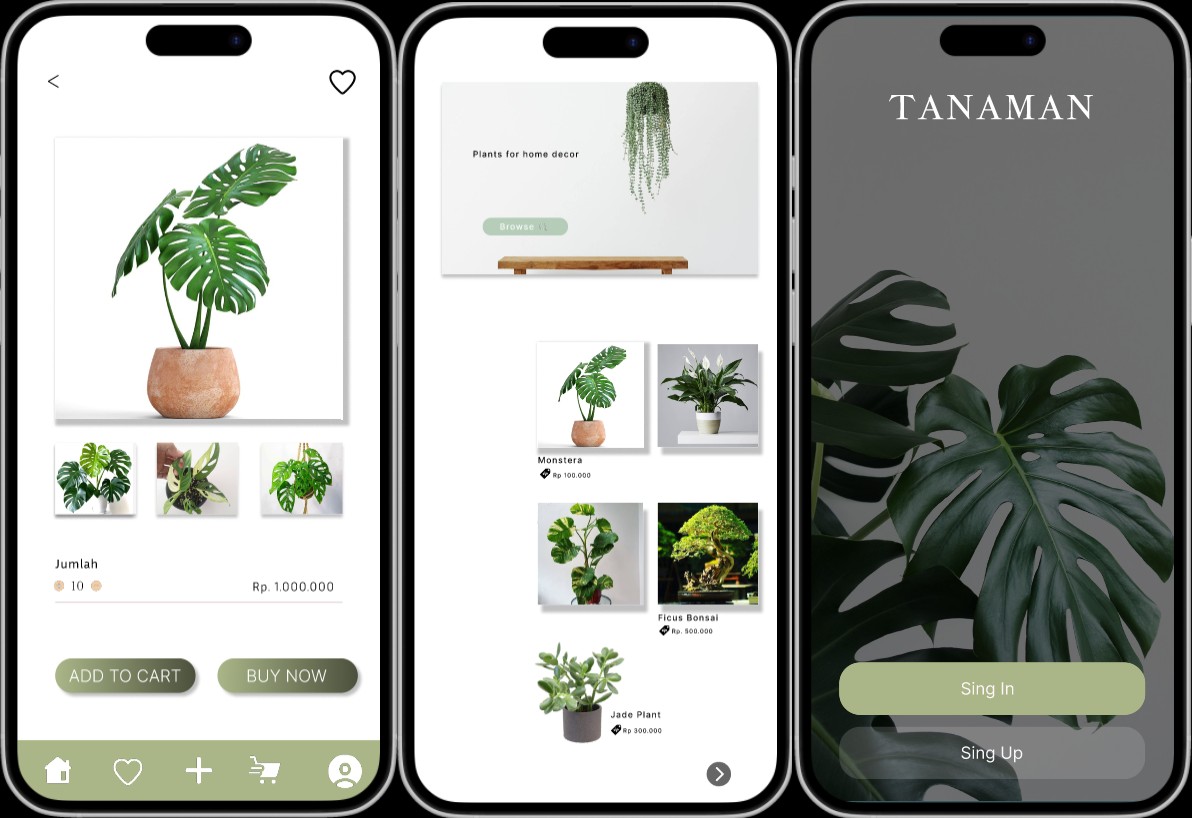 <
Jumlah
10
Rp. 1.000.000
ADD TO CART
BUY NOW
Plants for home decor
Browse
Monstera
Rp 100.000
Ficus Bonsai
Rp. 500.000
Jade Plant
Rp 300.000
TANAMAN
Sing In
Sing Up